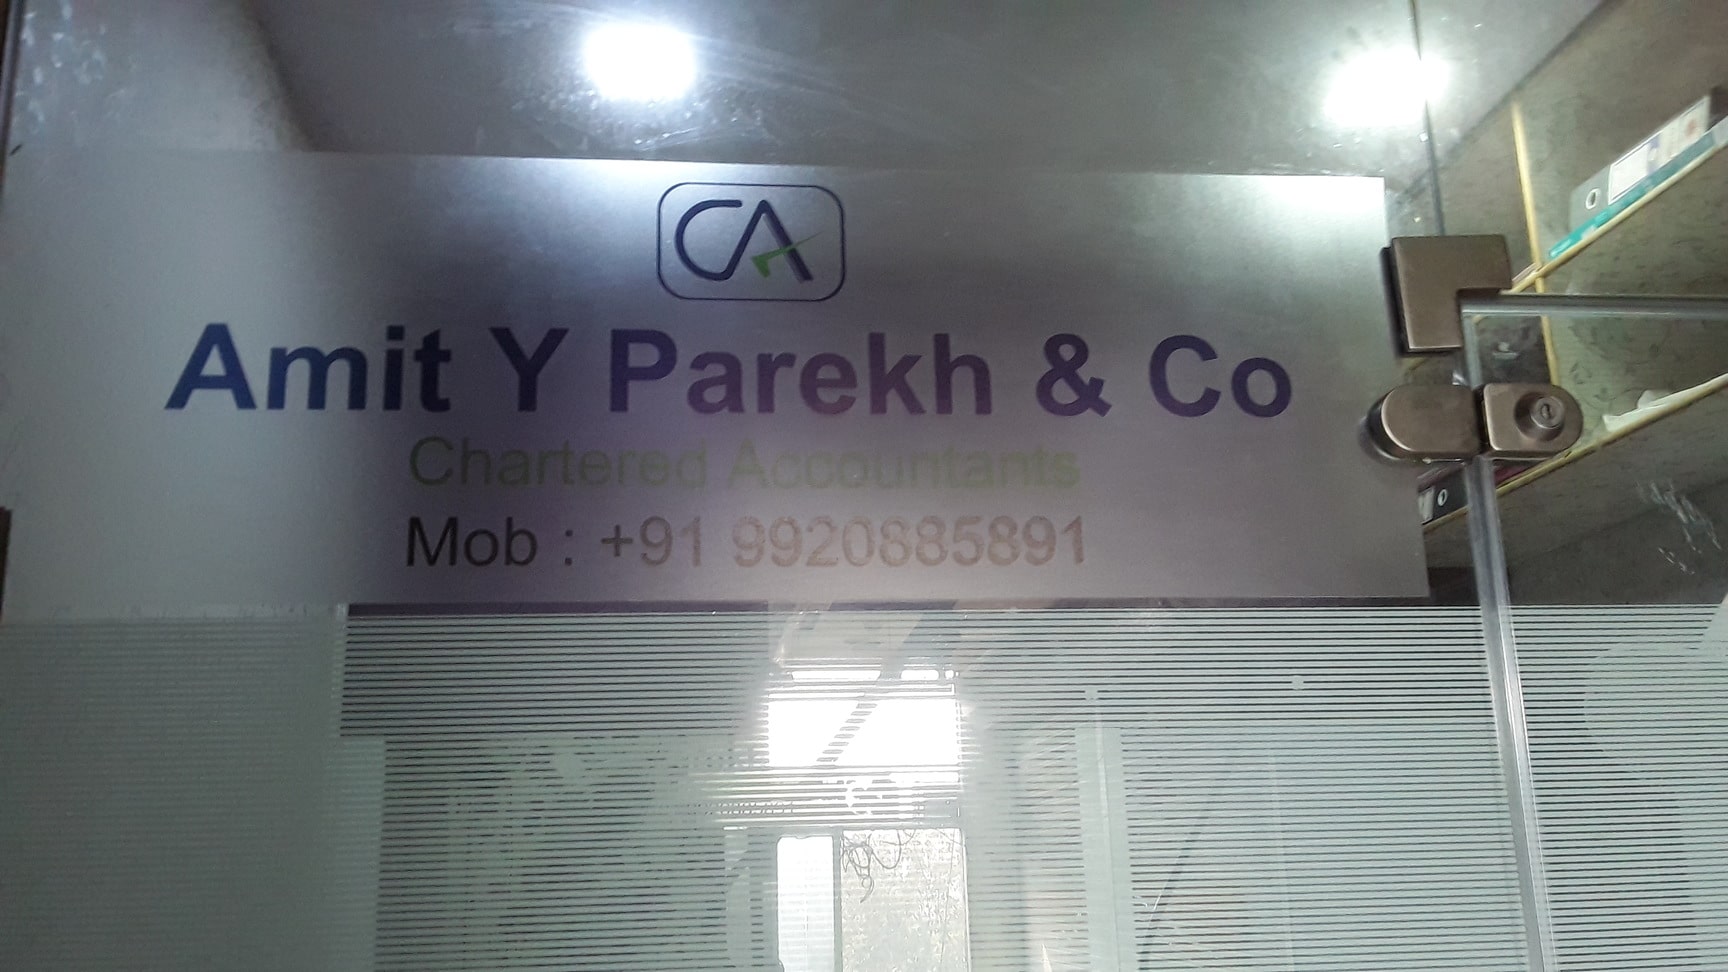 CA
Amit Y Parekh & Co
Chartered Accountants
Mob : +91 9920885891